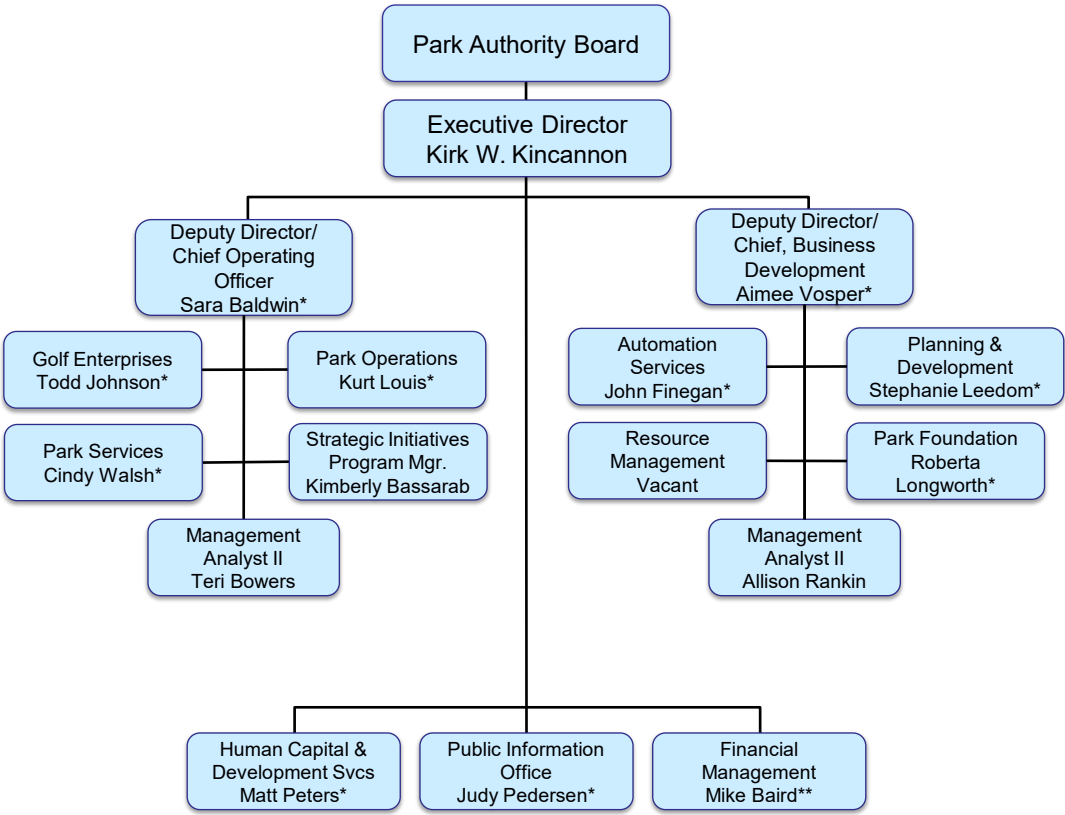 Park Authority Board
Executive Director
Kirk W. Kincannon
Deputy Director/
Chief Operating
Officer
Sara Baldwin*
Deputy Director/
Chief, Business
Development
Aimee Vosper*
Golf Enterprises
Todd Johnson*
Park Operations
Kurt Louis*
Automation
Services
John Finegan*
Planning &
Development
Stephanie Leedom*
Park Services
Cindy Walsh*
Strategic Initiatives
Program Mgr.
Kimberly Bassarab
Resource
Management
Vacant
Park Foundation
Roberta
Longworth*
Management
Analyst II
Teri Bowers
Management
Analyst II
Allison Rankin
Human Capital &
Development Svcs
Matt Peters*
Public Information
Office
Judy Pedersen*
Financial
Management
Mike Baird**